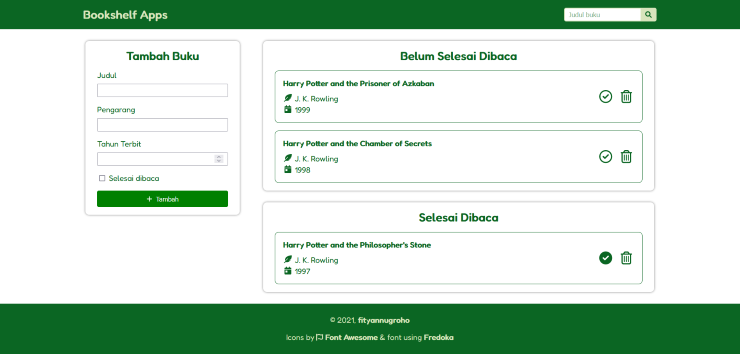 Bookshelf Apps
Judul buku
Tambah Buku
Judul
Pengarang
Tahun Terbit
Selesai dibaca
Tambah
Belum Selesai Dibaca
Harry Potter and the Prisoner of Azkaban
J. K. Rowling
1999
Harry Potter and the Chamber of Secrets
J. K. Rowling
1998
Selesai Dibaca
Harry Potter and the Philosopher's Stone
J. K. Rowling
1997
© 2021, fityannugroho
Icons by Font Awesome & font using Fredoka